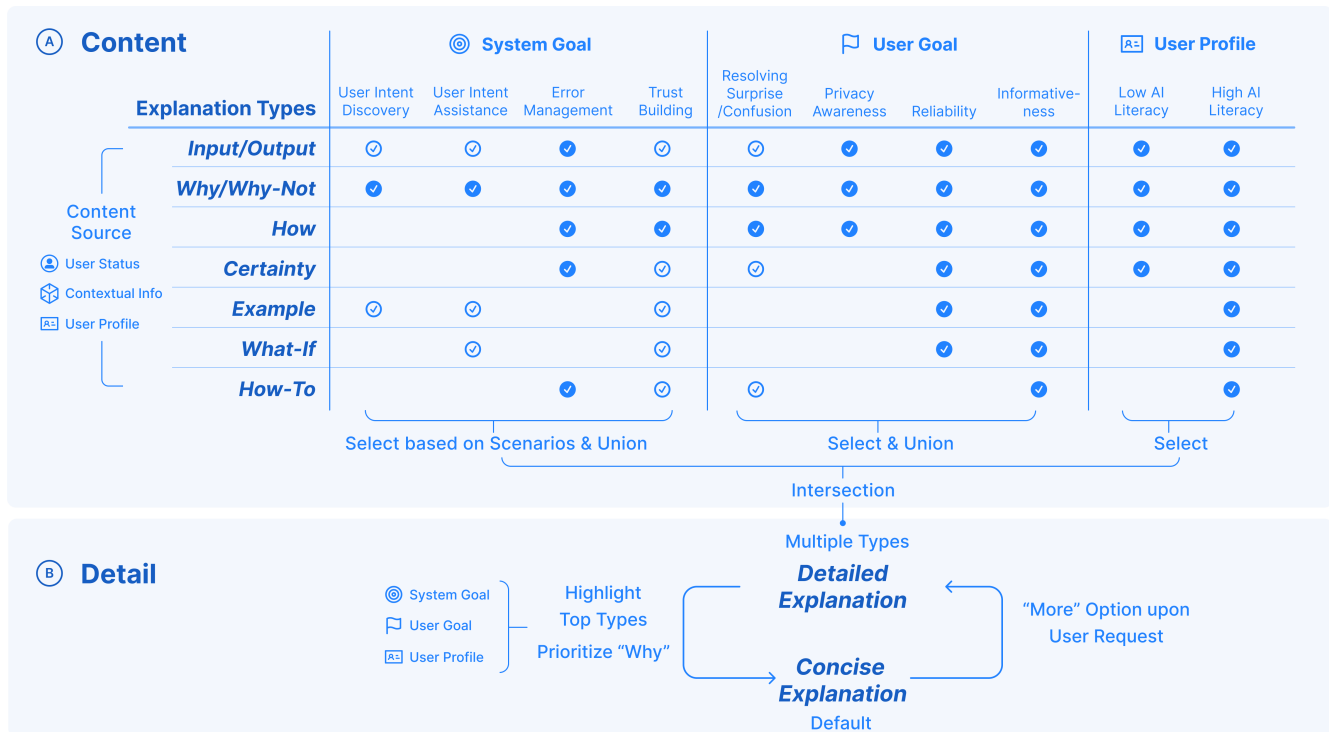 A Content
System Goal
User Goal
User Profile
Explanation Types
User Intent
Discovery
User Intent
Assistance
Error
Management
Trust
Building
Resolving
Surprise
/Confusion
Privacy
Awareness
Reliability
Informative-
ness
Low AI
Literacy
High AI
Literacy
Input/Output
Why/Why-Not
How
Certainty
Example
What-If
How-To
Content
Source
User Status
Contextual Info
User Profile
Select based on Scenarios & Union
Select & Union
Select
Intersection
B Detail
Multiple Types
Detailed
Explanation
System Goal
User Goal
User Profile
Highlight
Top Types
Prioritize “Why”
“More” Option upon
User Request
Concise
Explanation
Default